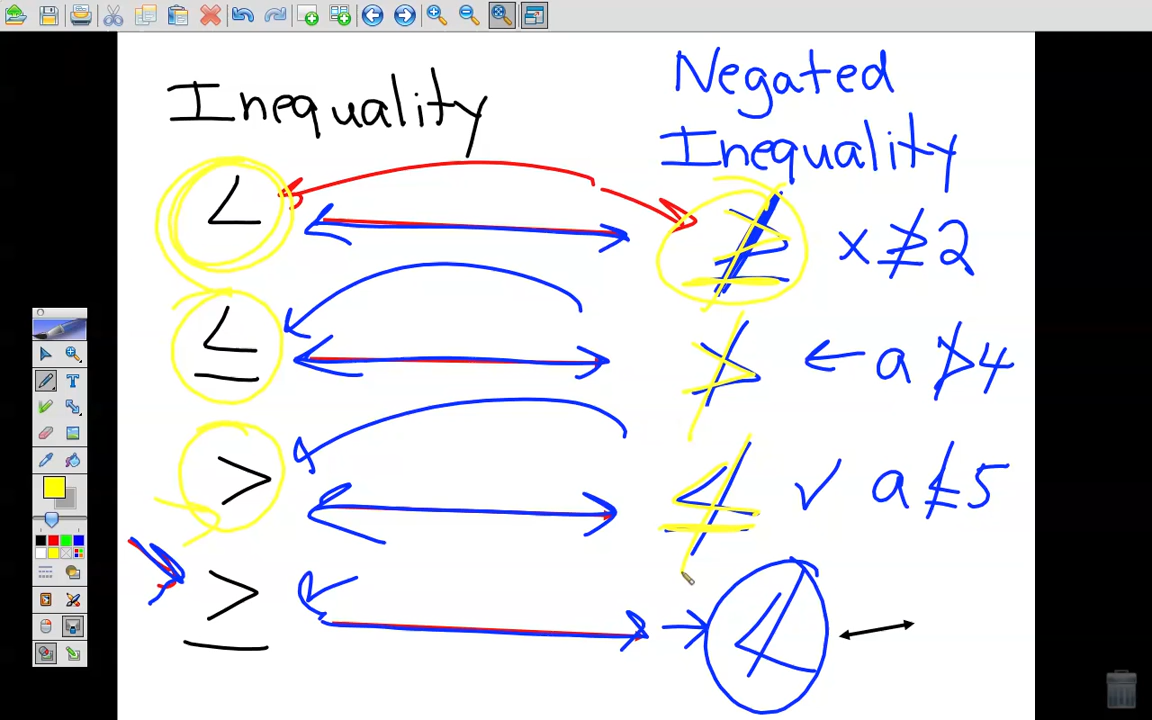 Inequality
Negated
Inequality
< ≱ x ≱ 2
≤ ≯ a ≯ 4
> ≰ a ≰ 5
≥ ≮